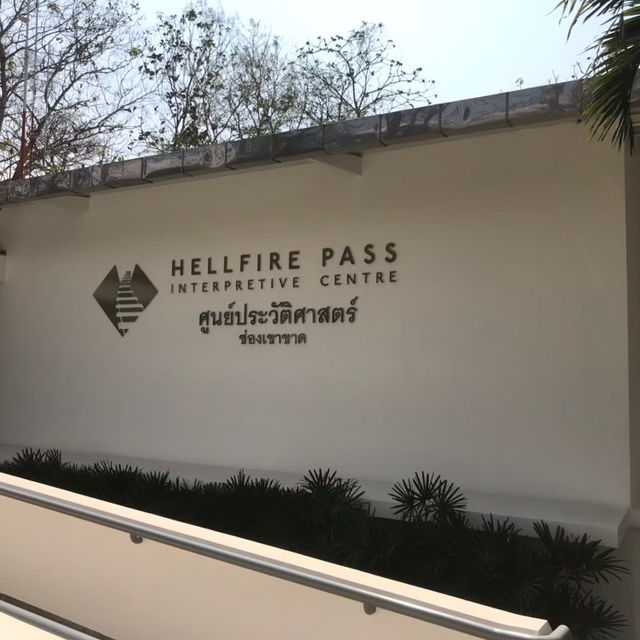 HELLFIRE PASS
INTERPRETIVE CENTRE
ศูนย์ประวัติศาสตร์
ช่องเขาขาด